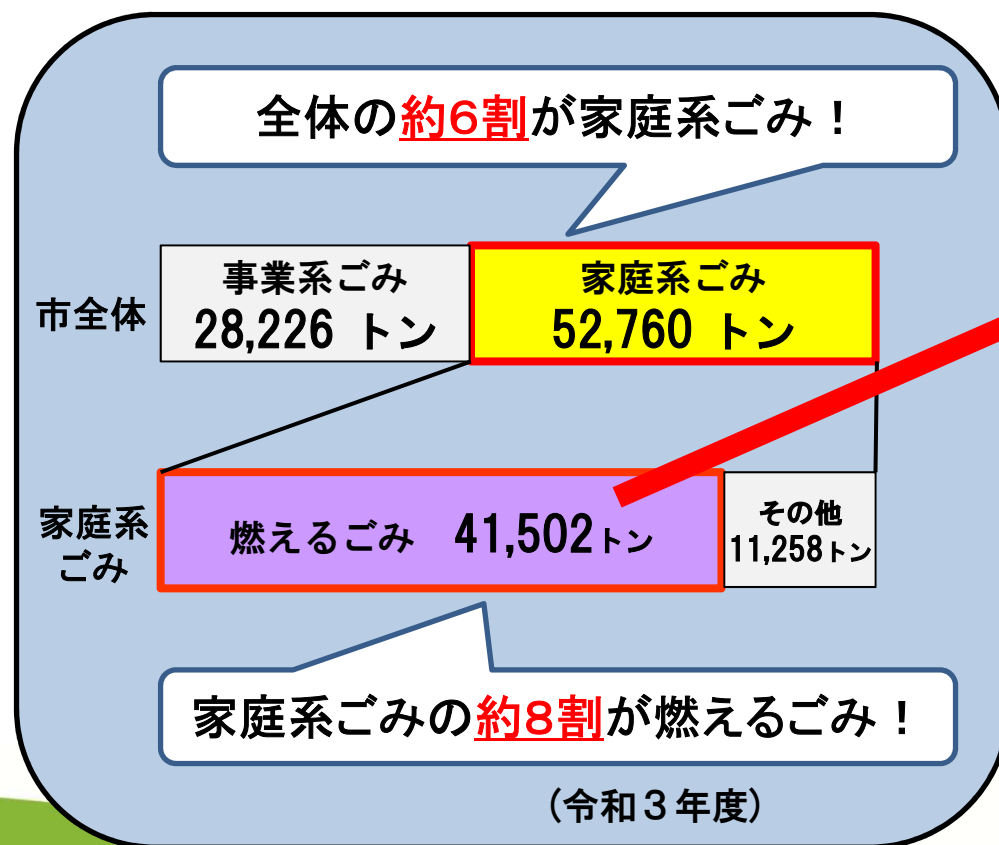 全体の約6割が家庭系ごみ！
市全体
事業系ごみ
28,226 トン
家庭系ごみ
52,760 トン
家庭系
ごみ
燃えるごみ 41,502トン
その他
11,258トン
家庭系ごみの約8割が燃えるごみ！
(令和３年度)